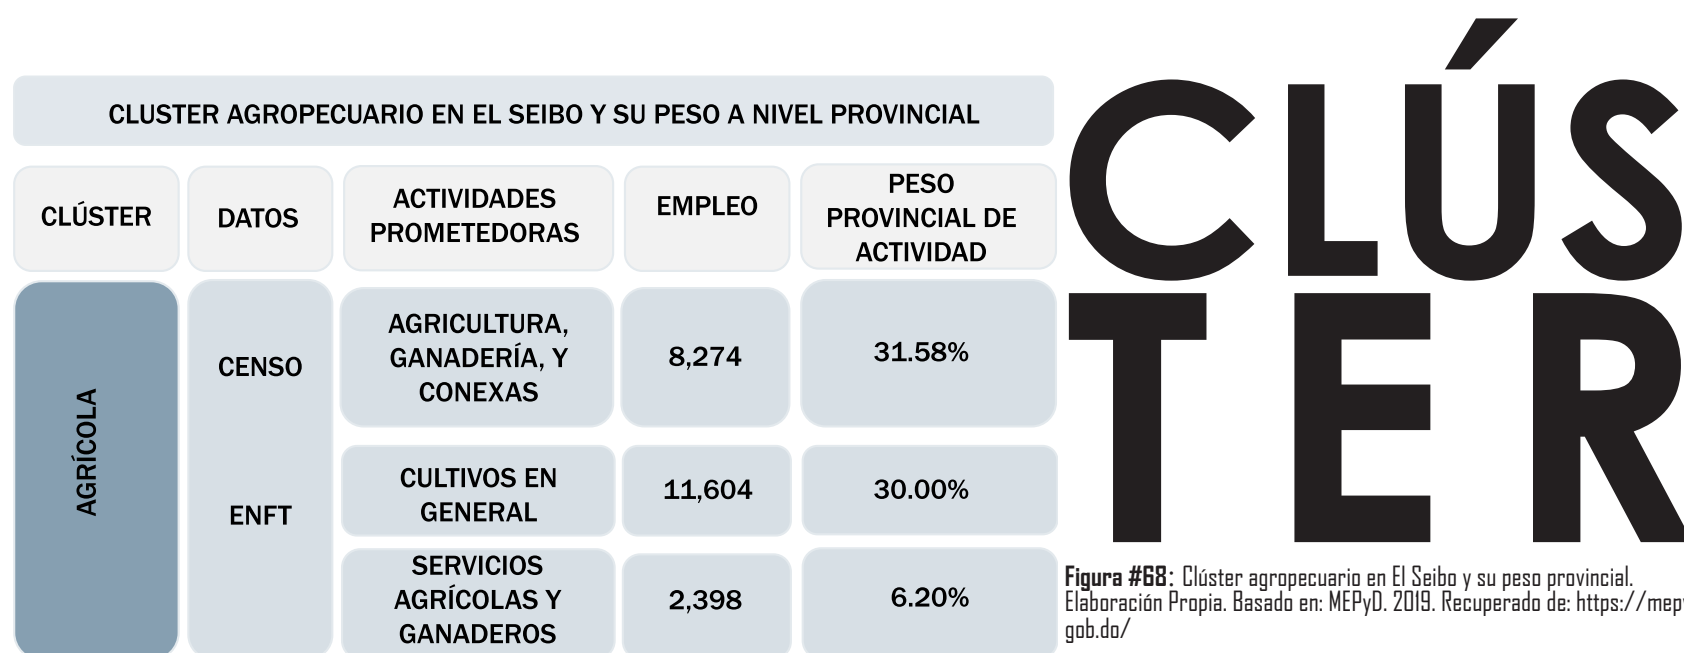 CLUSTER AGROPECUARIO EN EL SEIBO Y SU PESO A NIVEL PROVINCIAL
CLÚSTER
DATOS
ACTIVIDADES
PROMETEDORAS
EMPLEO
PESO
PROVINCIAL DE
ACTIVIDAD
AGRÍCOLA
CENSO
AGRICULTURA,
GANADERÍA, Y
CONEXAS
8,274
31.58%
ENFT
CULTIVOS EN
GENERAL
11,604
30.00%
SERVICIOS
AGRÍCOLAS Y
GANADEROS
2,398
6.20%
CLÚS
TER
Figura #68: Clúster agropecuario en El Seibo y su peso provincial.
Elaboración Propia. Basado en: MEPyD. 2019. Recuperado de: https://mep
gob.do/